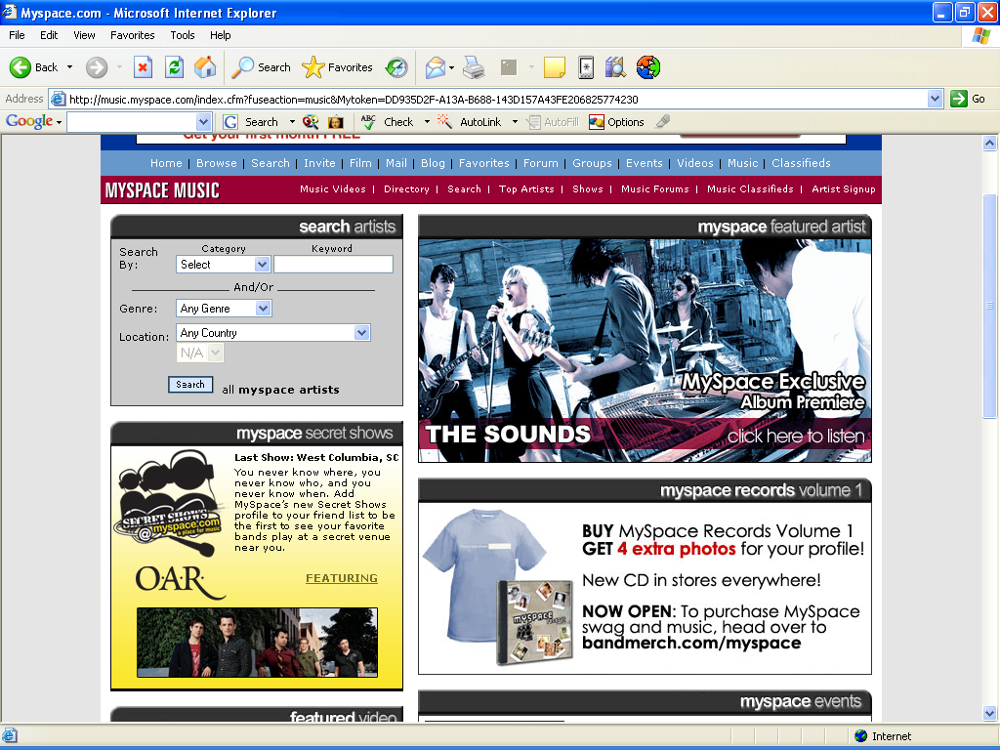 Myspace.com - Microsoft Internet Explorer
File Edit View Favorites Tools Help
Back Search Favorites
Address http://music.myspace.com/index.cfm?fuseaction=music&Mytoken=DD935D2F-A13A-B688-143D157A43FE206825774230 Go
Google G Search ABC Check AutoLink AutoFill Options
Get your first month FREE
Home | Browse | Search | Invite | Film | Mail | Blog | Favorites | Forum | Groups | Events | Videos | Music | Classifieds
MYSPACE MUSIC Music Videos | Directory | Search | Top Artists | Shows | Music Forums | Music Classifieds | Artist Signup
search artists
Category Keyword
Search
By:
Select
And/Or
Genre: Any Genre
Location: Any Country
N/A
Search all myspace artists
myspace secret shows
Last Show: West Columbia, SC
You never know where, you
never know who, and you
never know when. Add
MySpace's new Secret Shows
profile to your friend list to be
the first to see your favorite
bands play at a secret venue
near you.
SECRET SHOWS
@myspace.com
a place for music
O.A.R.
FEATURING
featured video
myspace featured artist
MySpace Exclusive
Album Premiere
THE SOUNDS click here to listen
myspace records volume 1
BUY MySpace Records Volume 1
GET 4 extra photos for your profile!
New CD in stores everywhere!
NOW OPEN: To purchase MySpace
swag and music, head over to
bandmerch.com/myspace
MYSPACE
myspace events
Internet